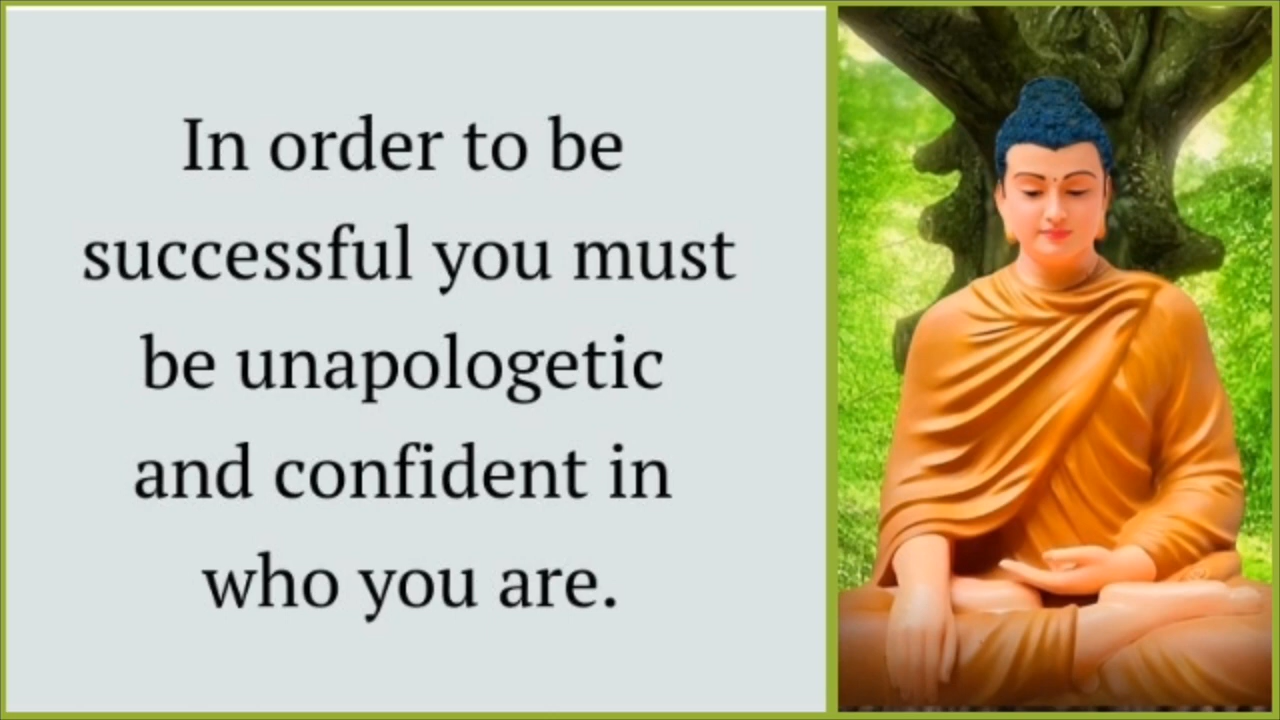 In order to be
successful you must
be unapologetic
and confident in
who you are.